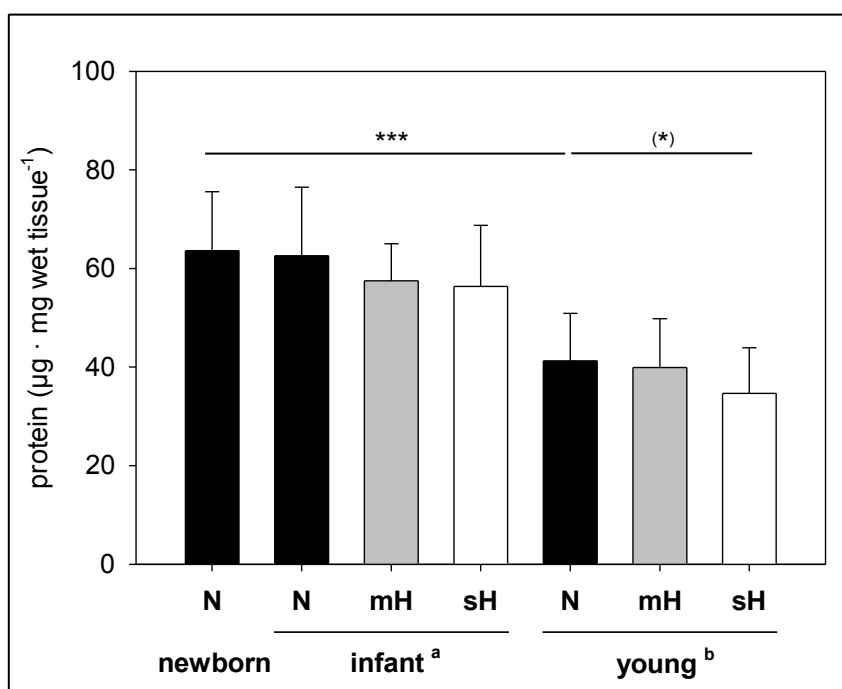 100
80
60
40
20
0
protein (µg · mg wet tissue⁻¹)
***
(*)
N N mH sH N mH sH
newborn infant ᵃ young ᵇ